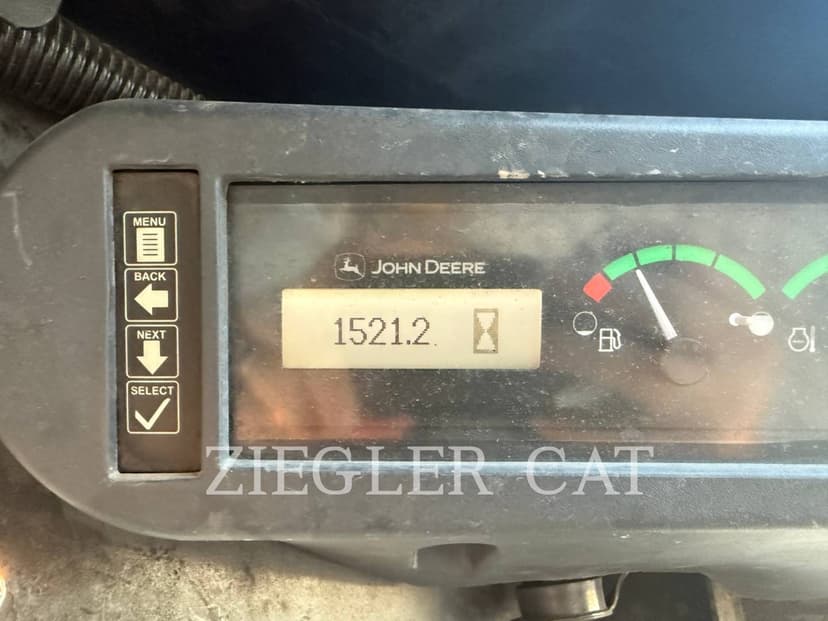 MENU
BACK
NEXT
SELECT
JOHN DEERE
1521.2
ZIEGLER CAT